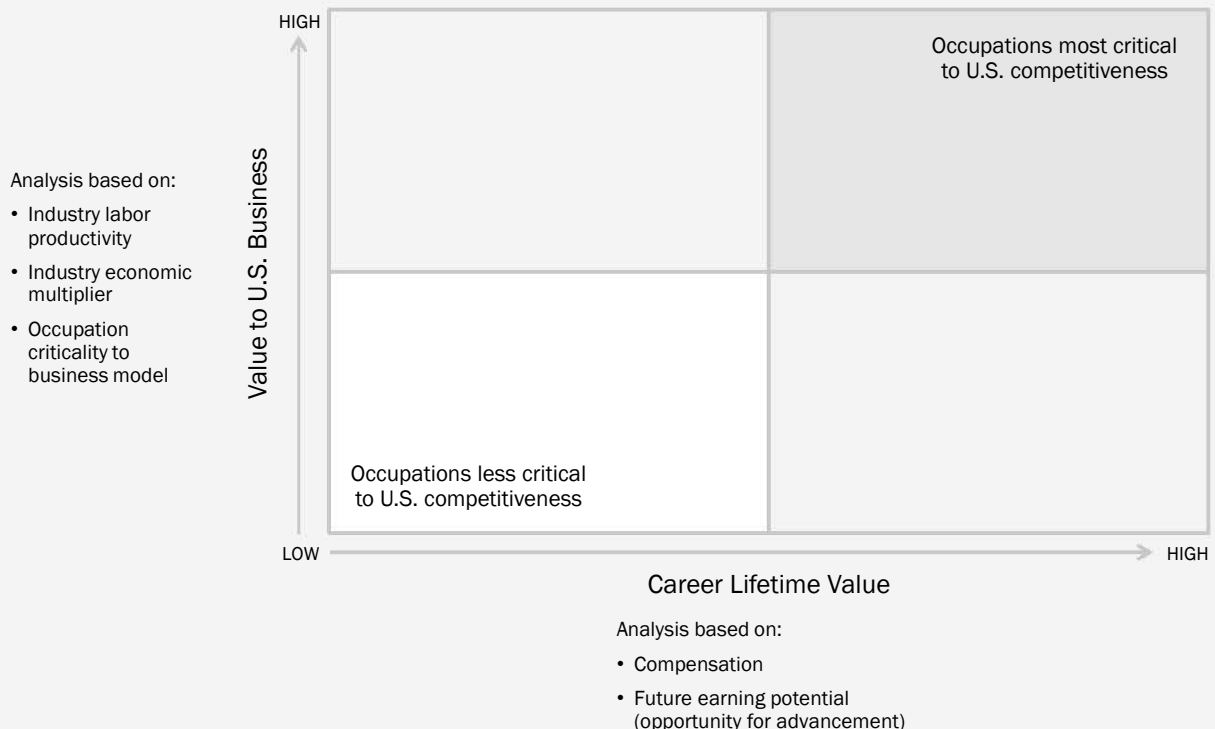 HIGH
Occupations most critical
to U.S. competitiveness
Analysis based on:
• Industry labor
productivity
• Industry economic
multiplier
• Occupation
criticality to
business model
Value to U.S. Business
Occupations less critical
to U.S. competitiveness
LOW
HIGH
Career Lifetime Value
Analysis based on:
• Compensation
• Future earning potential
(opportunity for advancement)